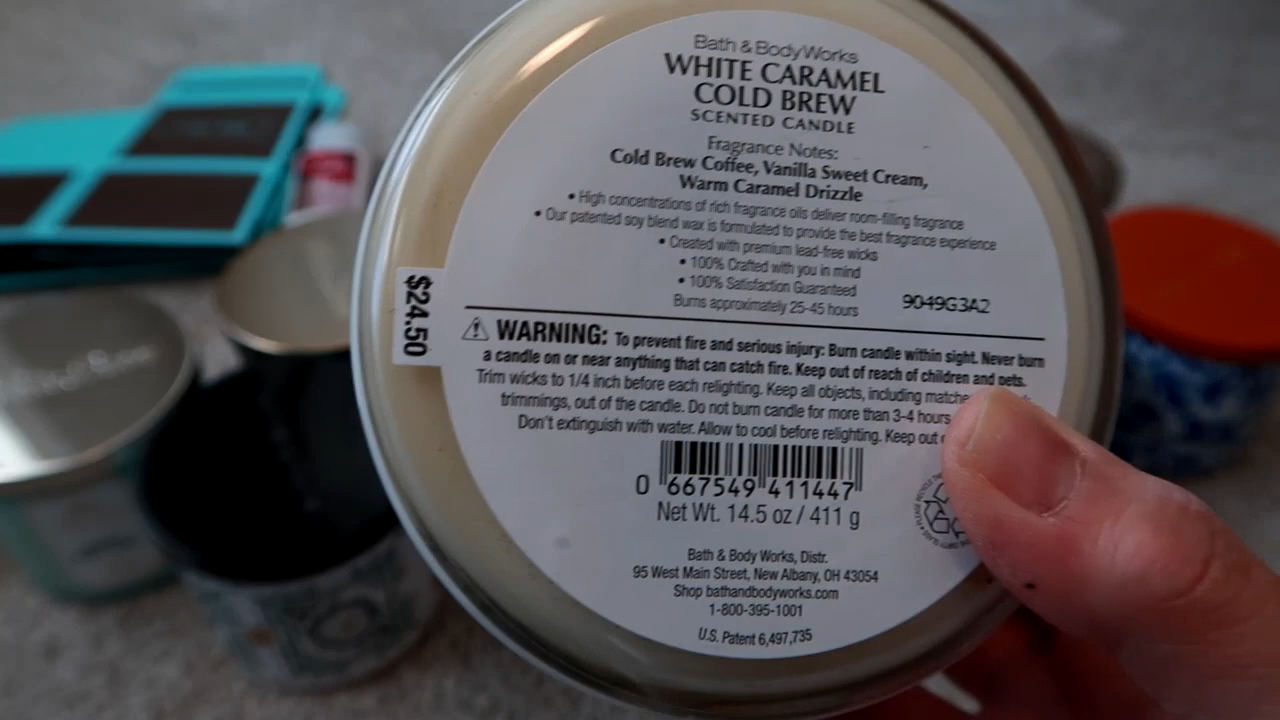 Bath & Body Works
WHITE CARAMEL
COLD BREW
SCENTED CANDLE
Fragrance Notes:
Cold Brew Coffee, Vanilla Sweet Cream,
Warm Caramel Drizzle
• High concentrations of rich fragrance oils deliver room-filling fragrance
• Our patented soy blend wax is formulated to provide the best fragrance experience
• Created with premium lead-free wicks
• 100% Crafted with you in mind
• 100% Satisfaction Guaranteed
Burns approximately 25-45 hours
9049G3A2
$24.50
WARNING: To prevent fire and serious injury: Burn candle within sight. Never burn
a candle on or near anything that can catch fire. Keep out of reach of children and pets.
Trim wicks to 1/4 inch before each relighting. Keep all objects, including
trimmings, out of the candle. Do not burn candle for more than 3-4 hours
Don't extinguish with water. Allow to cool before relighting. Keep out
0 667549 411447
Net Wt. 14.5 oz / 411 g
Bath & Body Works, Distr.
95 West Main Street, New Albany, OH 43054
Shop bathandbodyworks.com
1-800-395-1001
U.S. Patent 6,497,735